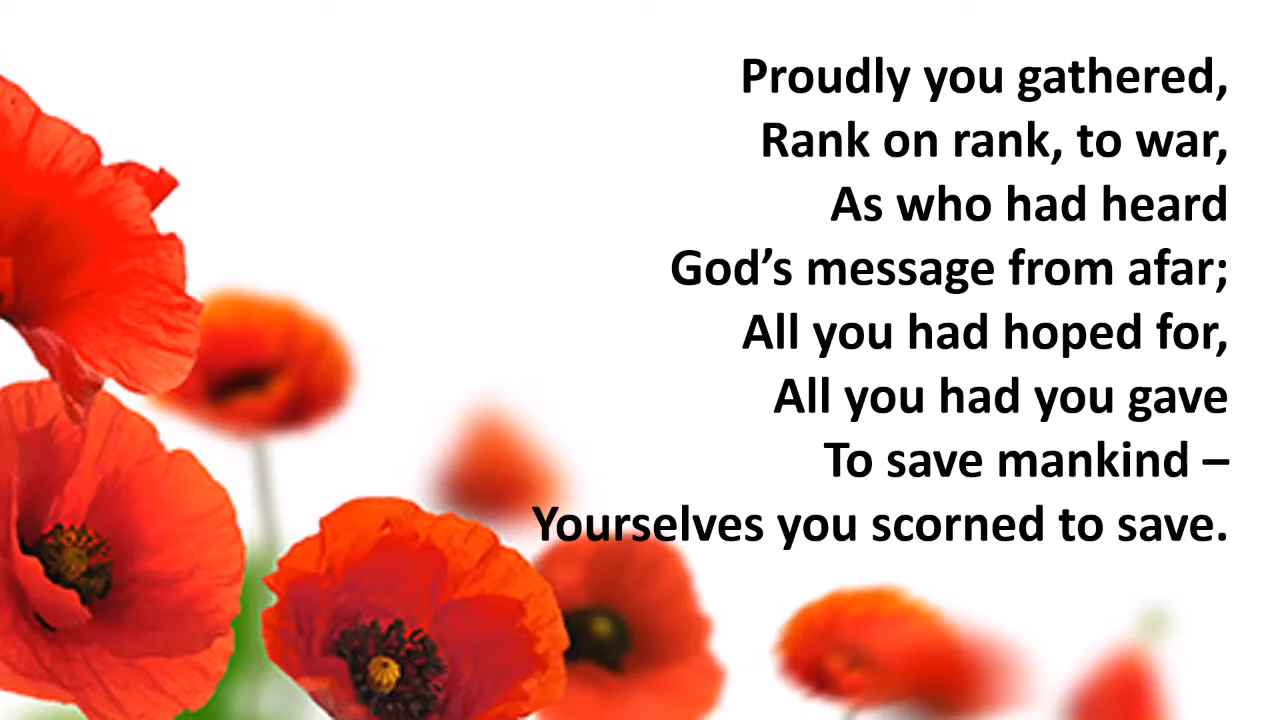 Proudly you gathered,
Rank on rank, to war,
As who had heard
God’s message from afar;
All you had hoped for,
All you had you gave
To save mankind –
Yourselves you scorned to save.